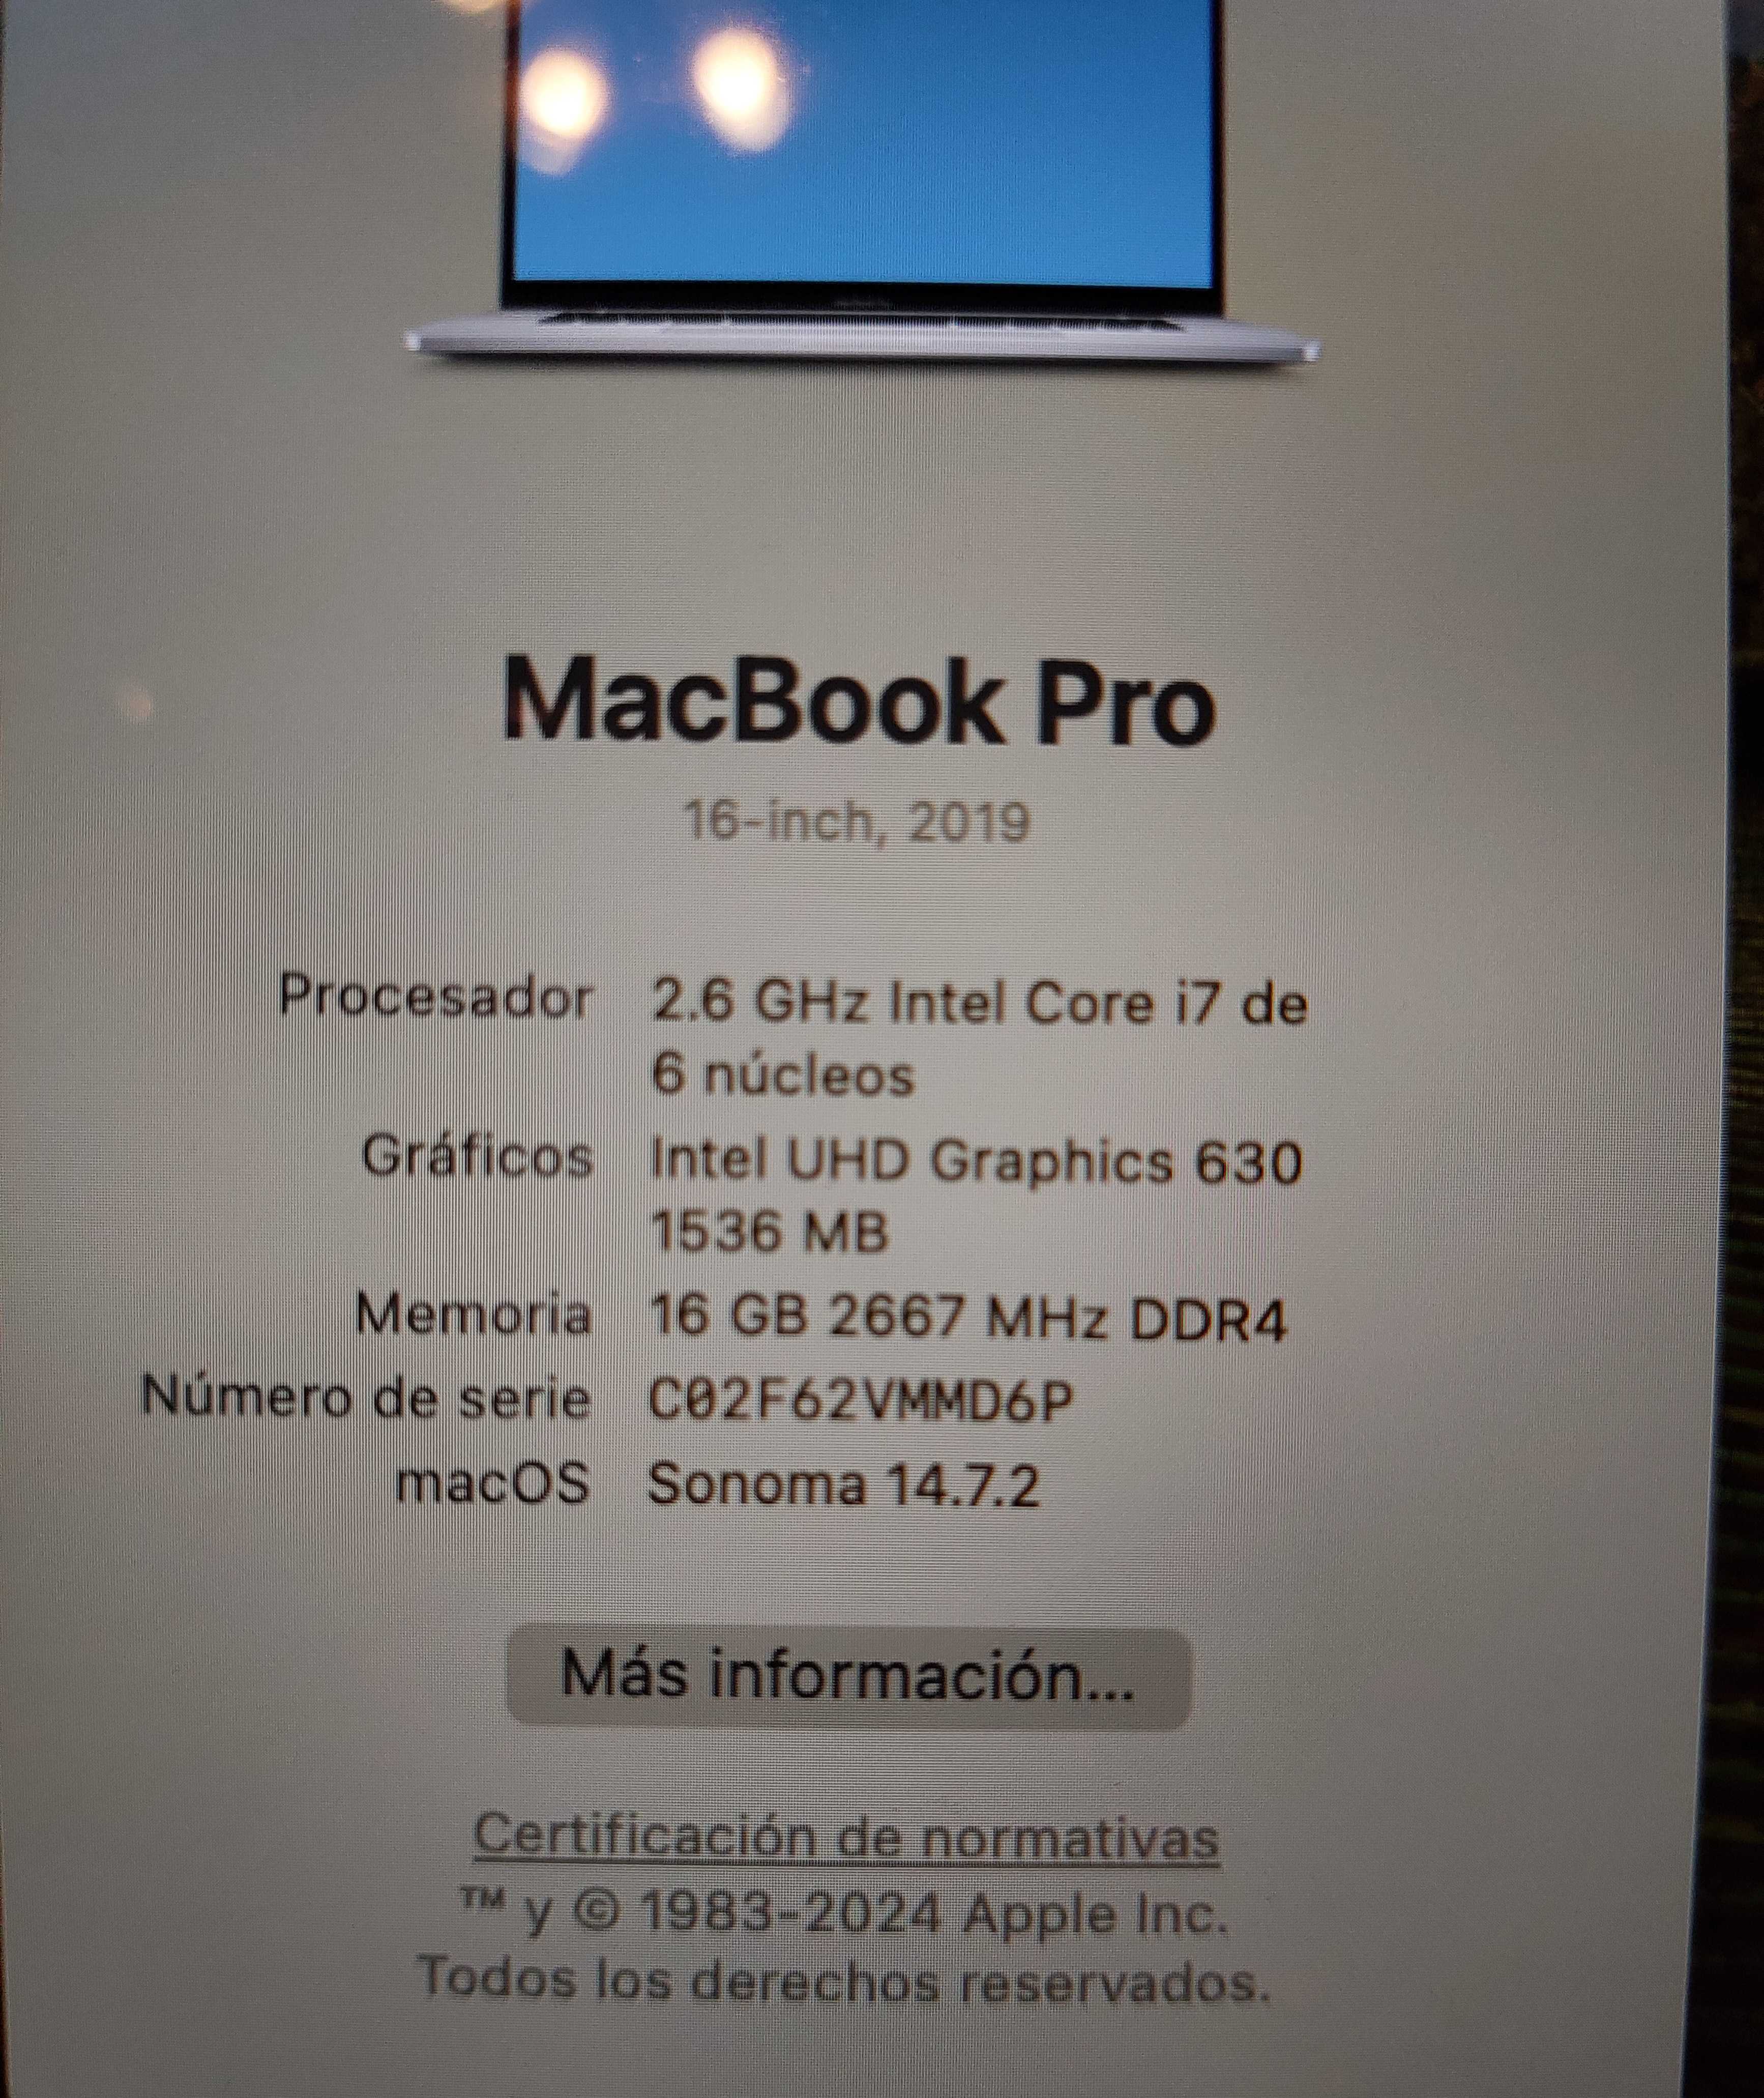 MacBook Pro
16-inch, 2019
Procesador 2.6 GHz Intel Core i7 de
6 núcleos
Gráficos Intel UHD Graphics 630
1536 MB
Memoria 16 GB 2667 MHz DDR4
Número de serie C02F62VMMD6P
macOS Sonoma 14.7.2
Más información...
Certificación de normativas
™ y © 1983-2024 Apple Inc.
Todos los derechos reservados.